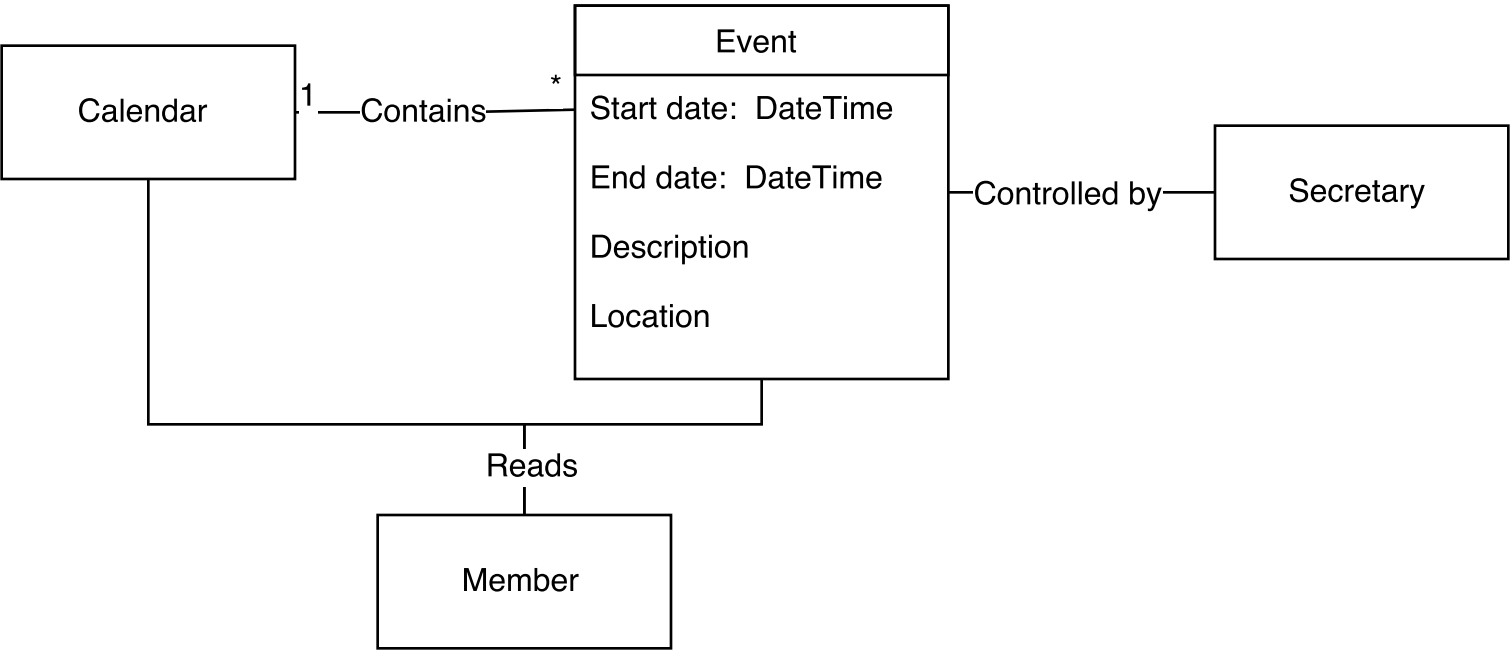 Event
Calendar
1
Contains
*
Start date: DateTime
End date: DateTime
Description
Location
Controlled by
Secretary
Reads
Member